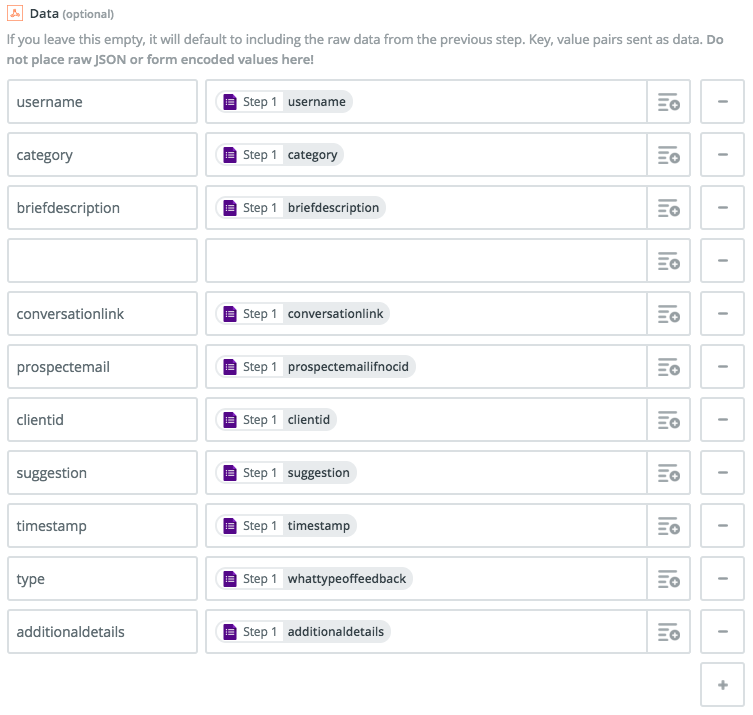 Data (optional)
If you leave this empty, it will default to including the raw data from the previous step. Key, value pairs sent as data. Do
not place raw JSON or form encoded values here!
username Step 1 username
category Step 1 category
briefdescription Step 1 briefdescription
conversationlink Step 1 conversationlink
prospectemail Step 1 prospectemailifnocid
clientid Step 1 clientid
suggestion Step 1 suggestion
timestamp Step 1 timestamp
type Step 1 whattypeoffeedback
additionaldetails Step 1 additionaldetails